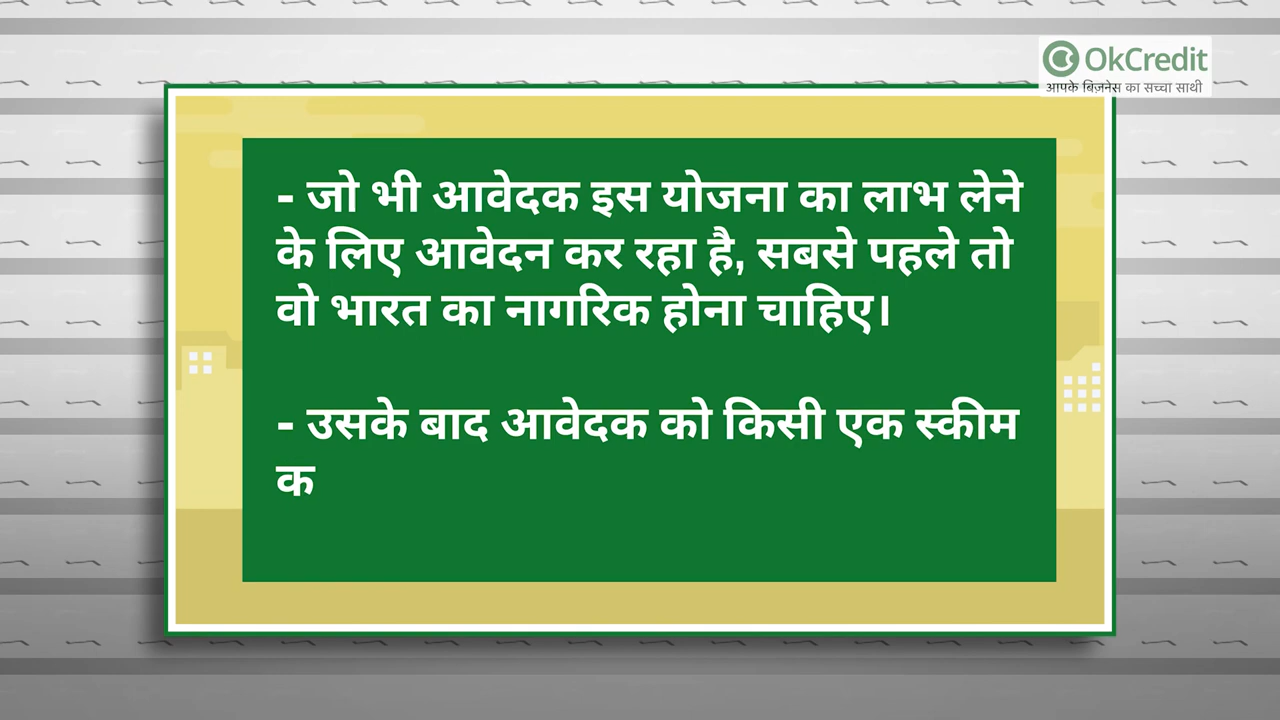 OkCredit
आपके बिज़नेस का सच्चा साथी
- जो भी आवेदक इस योजना का लाभ लेने
के लिए आवेदन कर रहा है, सबसे पहले तो
वो भारत का नागरिक होना चाहिए।
- उसके बाद आवेदक को किसी एक स्कीम
क